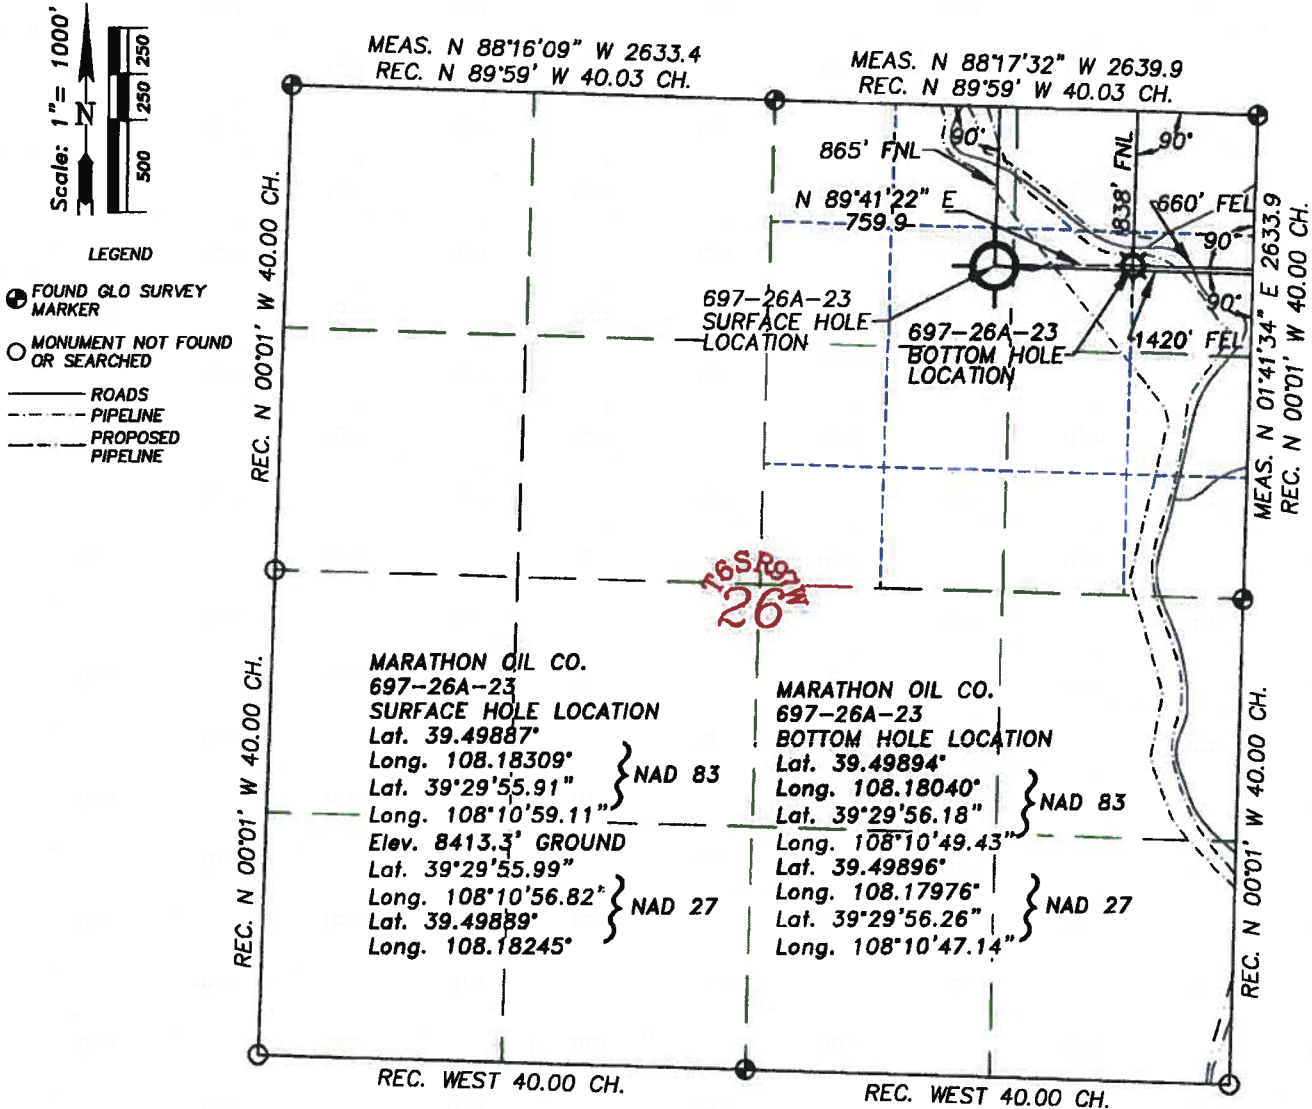 Scale: 1"= 1000'
N
500 250 250
MEAS. N 88°16'09" W 2633.4
REC. N 89°59' W 40.03 CH.
MEAS. N 88°17'32" W 2639.9
REC. N 89°59' W 40.03 CH.
LEGEND
FOUND GLO SURVEY
MARKER
MONUMENT NOT FOUND
OR SEARCHED
ROADS
PIPELINE
PROPOSED
PIPELINE
REC. N 00°01' W 40.00 CH.
REC. N 00°01' W 40.00 CH.
865' FNL
90°
838' FNL
90°
N 89°41'22" E
759.9
660' FEL
90°
90°
1420' FEL
697-26A-23
SURFACE HOLE
LOCATION
697-26A-23
BOTTOM HOLE
LOCATION
MEAS. N 01°41'34" E 2633.9
REC. N 00°01' W 40.00 CH.
T6S R97W
26
MARATHON OIL CO.
697-26A-23
SURFACE HOLE LOCATION
Lat. 39.49887°
Long. 108.18309°
Lat. 39°29'55.91"
Long. 108°10'59.11"
NAD 83
Elev. 8413.3' GROUND
Lat. 39°29'55.99"
Long. 108°10'56.82"
Lat. 39.49889°
Long. 108.18245°
NAD 27
MARATHON OIL CO.
697-26A-23
BOTTOM HOLE LOCATION
Lat. 39.49894°
Long. 108.18040°
Lat. 39°29'56.18"
Long. 108°10'49.43"
NAD 83
Lat. 39.49896°
Long. 108.17976°
Lat. 39°29'56.26"
Long. 108°10'47.14"
NAD 27
REC. N 00°01' W 40.00 CH.
REC. WEST 40.00 CH.
REC. WEST 40.00 CH.